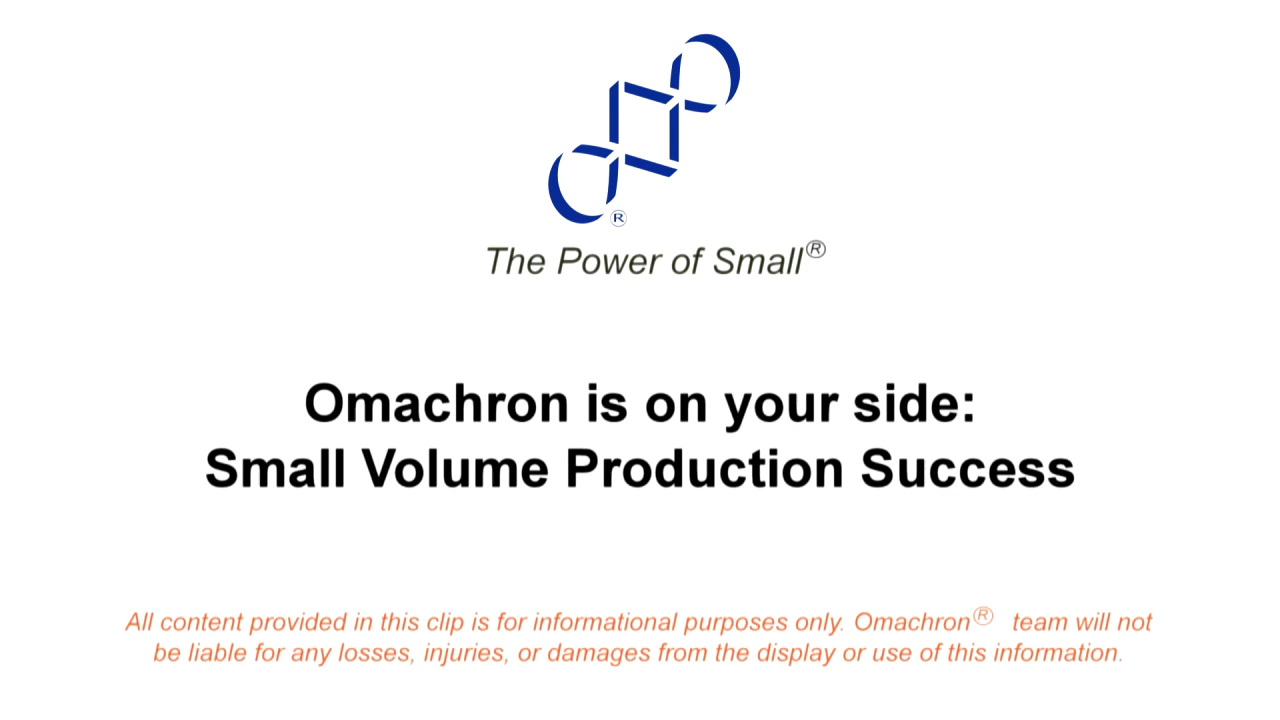 ®
The Power of Small®
Omachron is on your side:
Small Volume Production Success
All content provided in this clip is for informational purposes only. Omachron® team will not
be liable for any losses, injuries, or damages from the display or use of this information.